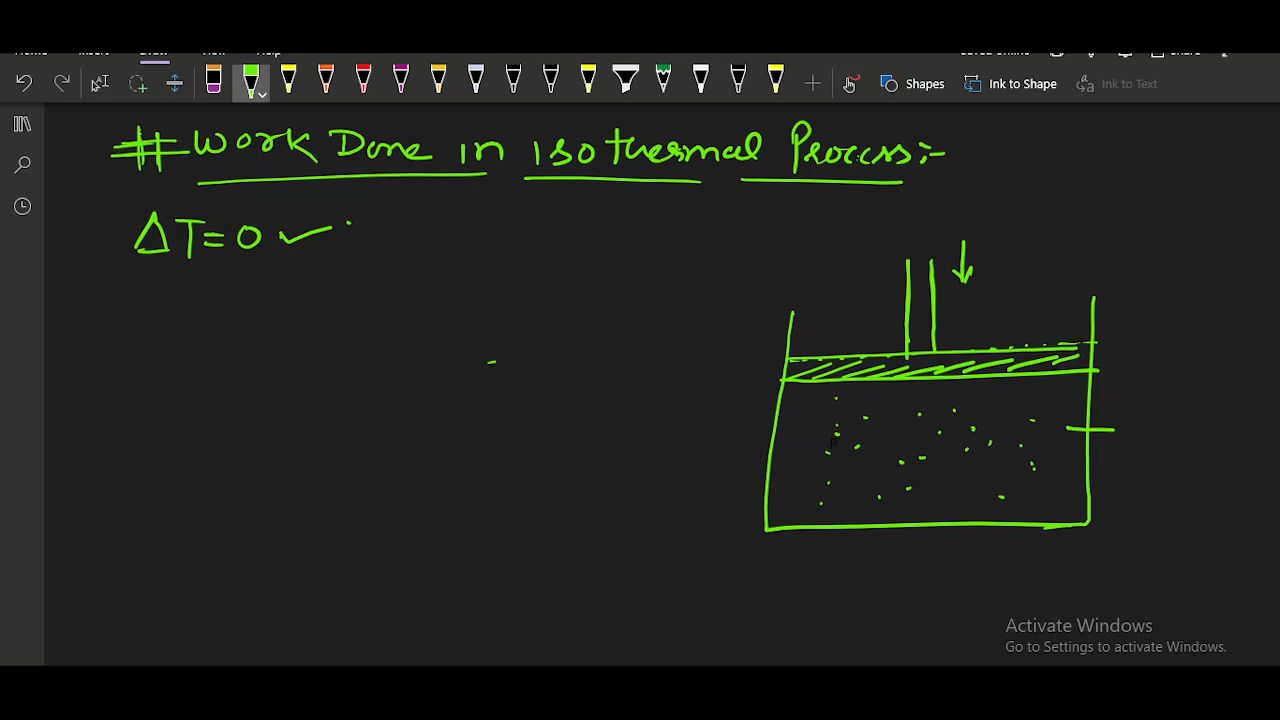 Shapes Ink to Shape Ink to Text
# Work Done in Isothermal Process:-
ΔT=0 ✓
Activate Windows
Go to Settings to activate Windows.